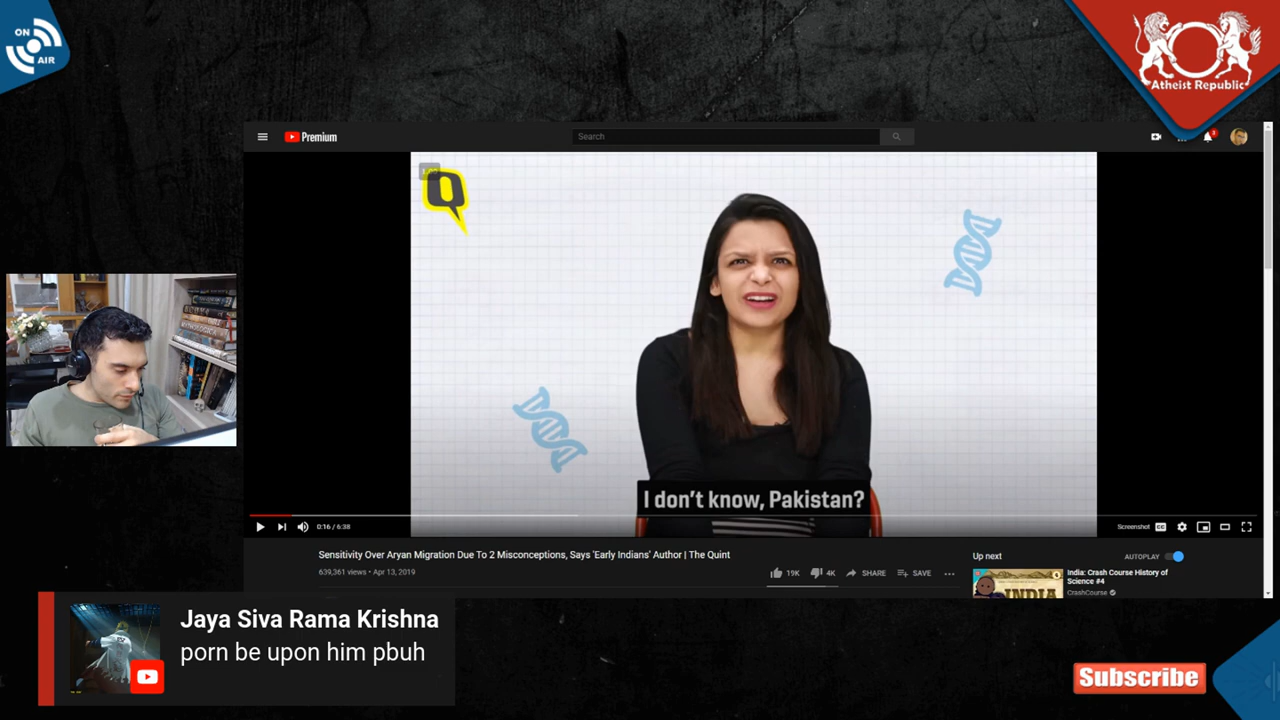 ON
AIR
Atheist Republic
Premium
Search
Q
I don't know, Pakistan?
0:16 / 6:38
Screenshot
Sensitivity Over Aryan Migration Due To 2 Misconceptions, Says 'Early Indians' Author | The Quint
639,361 views • Apr 13, 2019
19K
4K
SHARE
SAVE
Up next
AUTOPLAY
India: Crash Course History of
Science #4
CrashCourse
INDIA
Jaya Siva Rama Krishna
porn be upon him pbuh
Subscribe